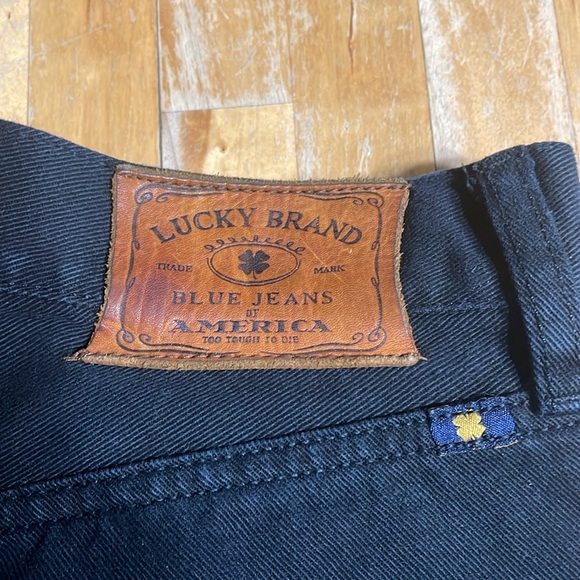 LUCKY BRAND
TRADE MARK
BLUE JEANS
OF
AMERICA
TOO TOUGH TO DIE